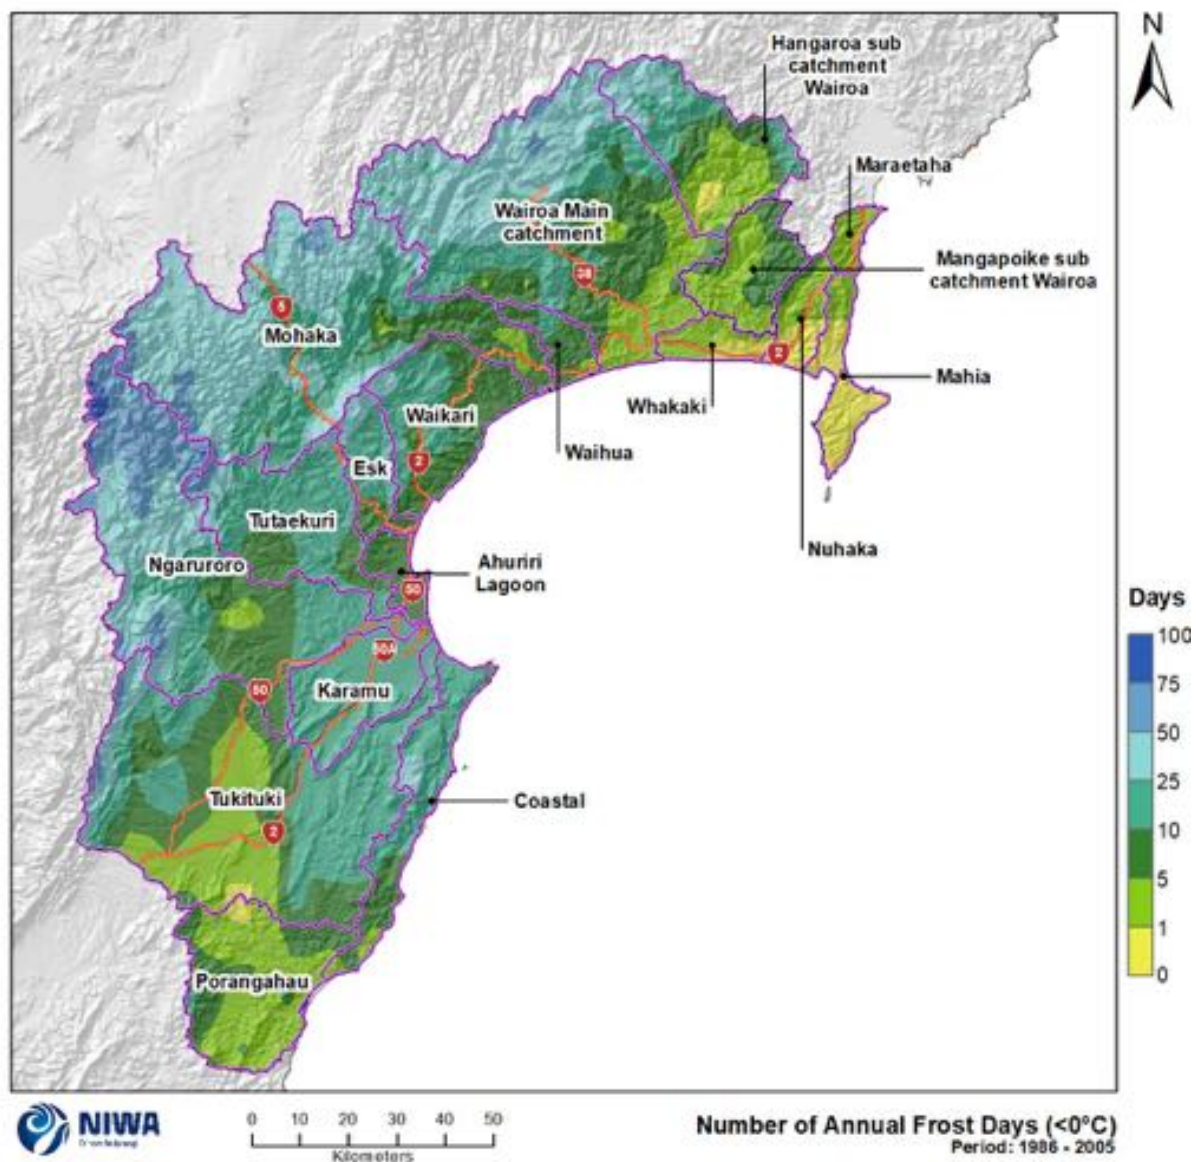 N
Hangaroa sub
catchment
Wairoa
Maraetaha
Wairoa Main
catchment
Mangapoike sub
catchment Wairoa
38
5
Mohaka
2
Mahia
Whakaki
Waikari
Waihua
Esk
2
Tutaekuri
Nuhaka
Ngaruroro
Ahuriri
Lagoon
50
Days
100
75
50
25
10
5
1
0
50A
Karamu
50
Tukituki
Coastal
2
Porangahau
NIWA
0 10 20 30 40 50
Kilometers
Number of Annual Frost Days (<0°C)
Period: 1986 - 2005